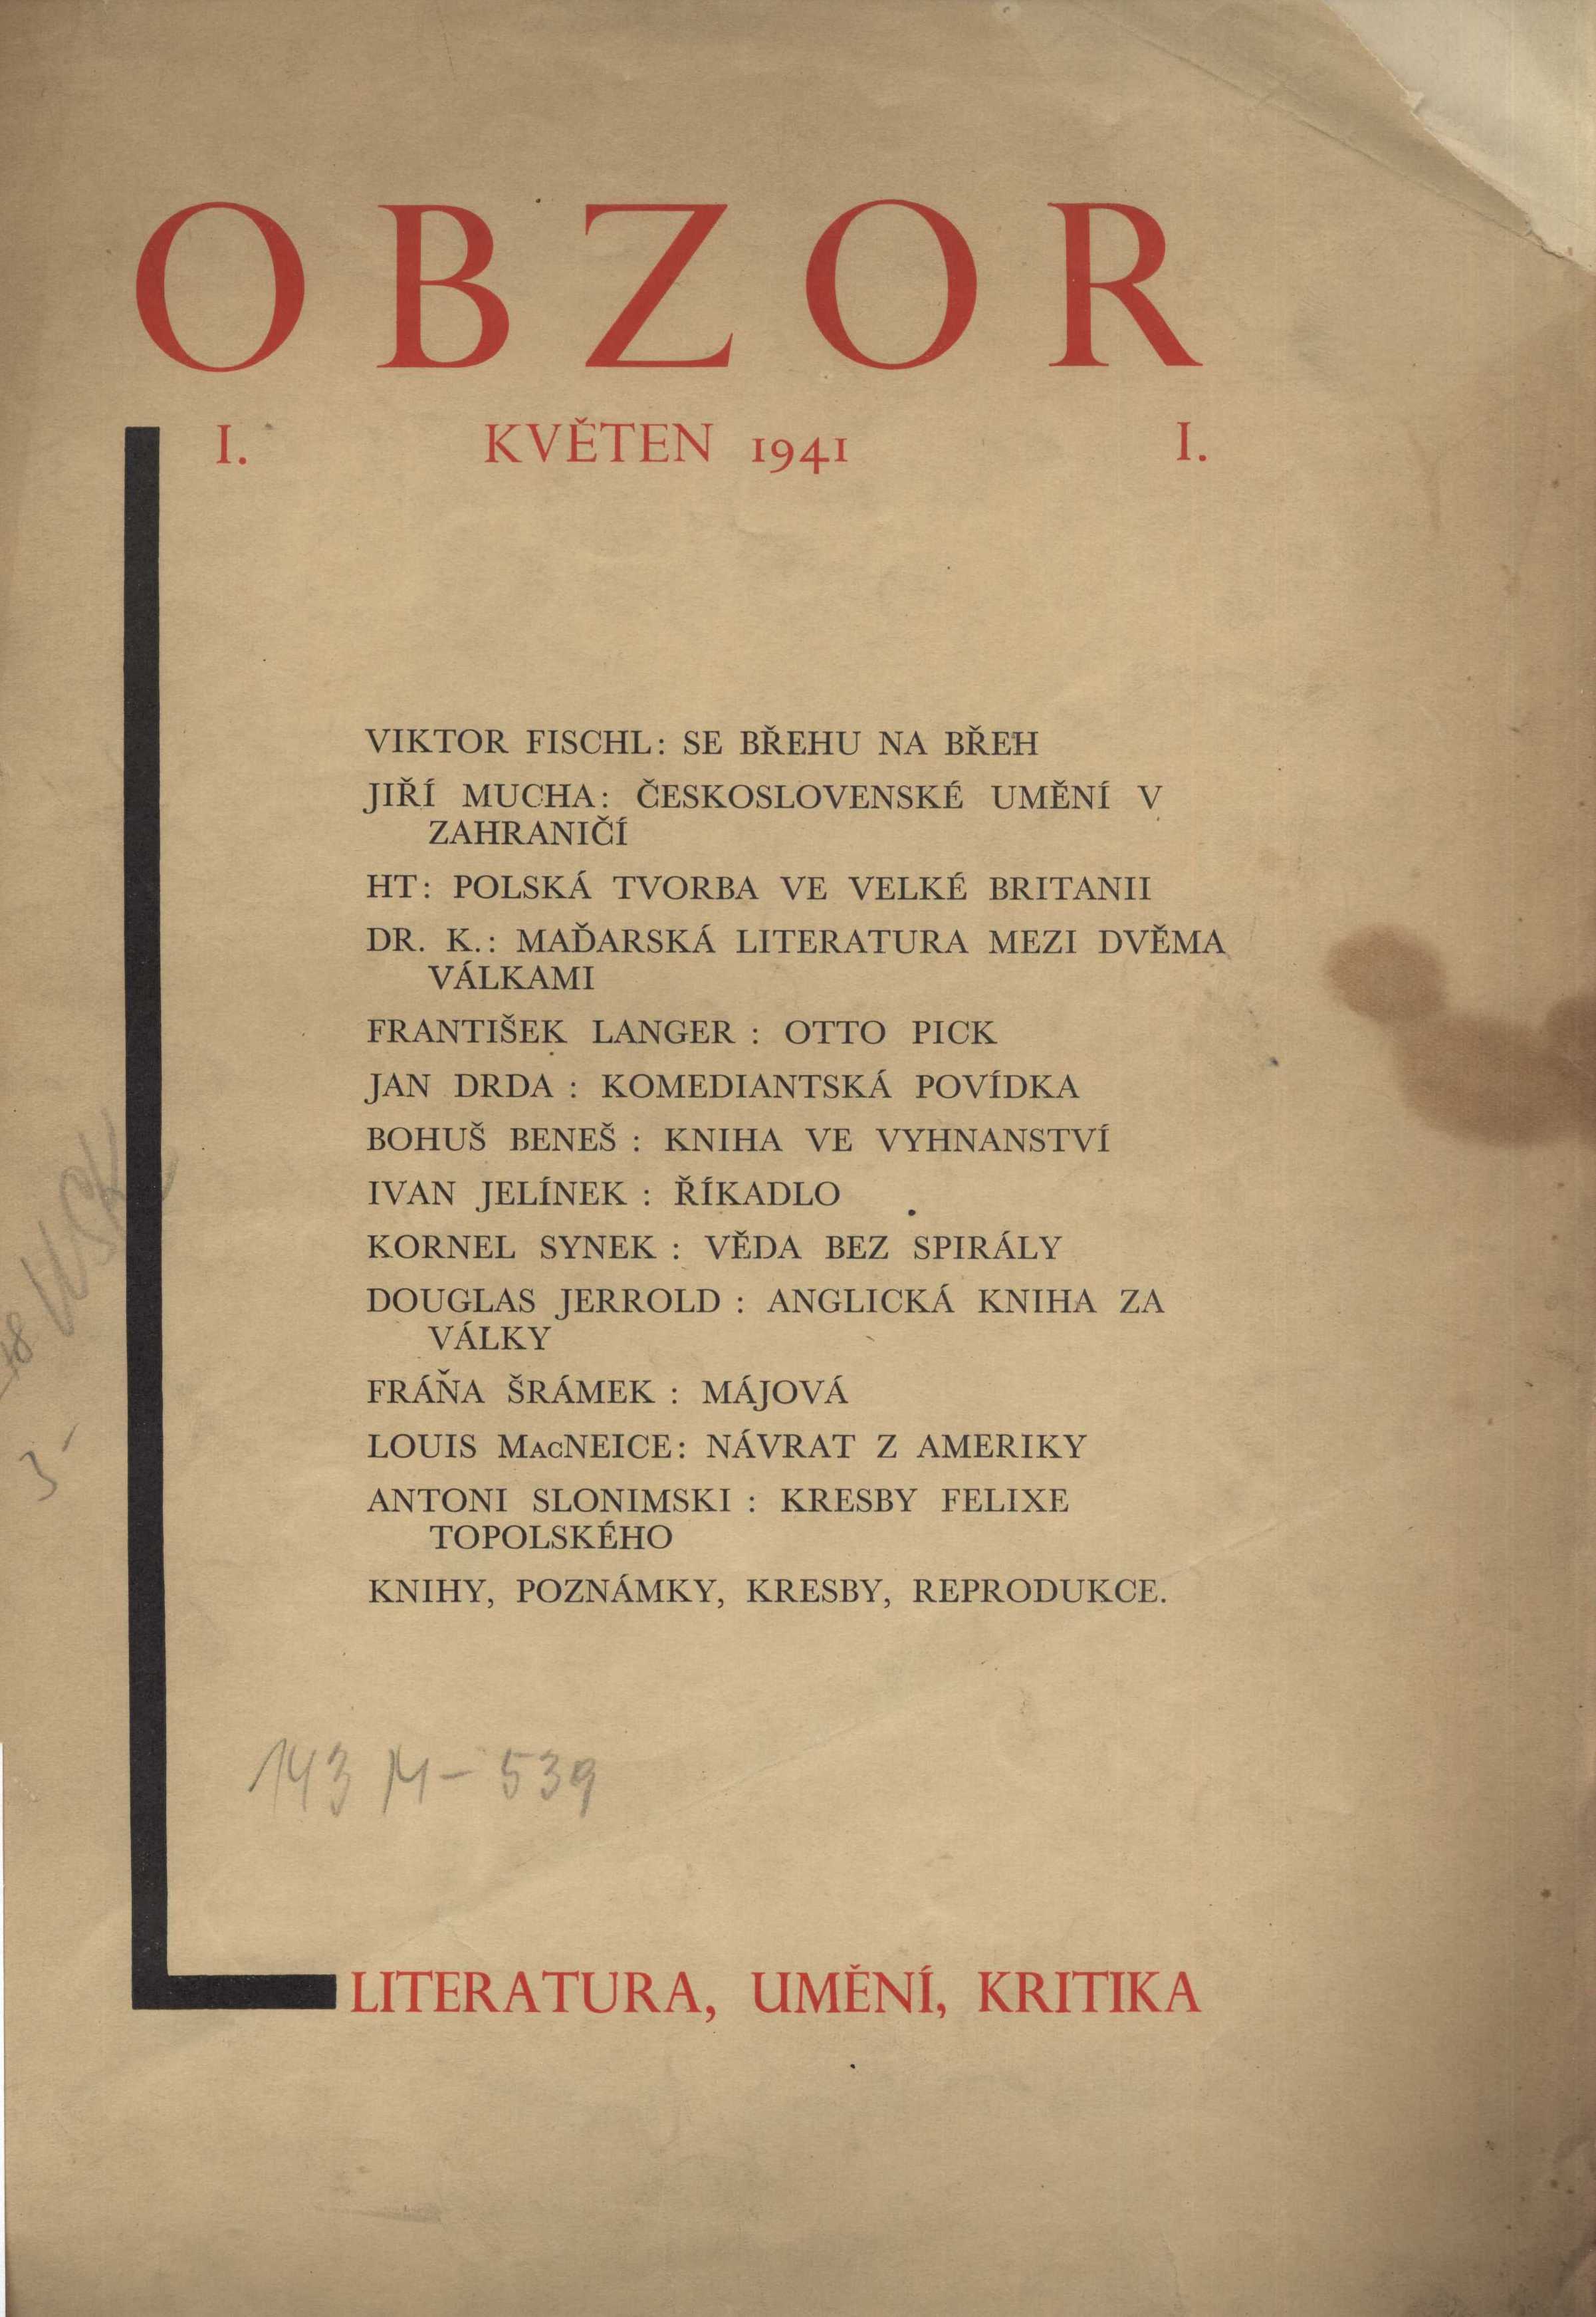 OBZOR
I. KVĚTEN 1941 I.
VIKTOR FISCHL: SE BŘEHU NA BŘEH
JIŘÍ MUCHA: ČESKOSLOVENSKÉ UMĚNÍ V
ZAHRANIČÍ
HT: POLSKÁ TVORBA VE VELKÉ BRITANII
DR. K.: MAĎARSKÁ LITERATURA MEZI DVĚMA
VÁLKAMI
FRANTIŠEK LANGER : OTTO PICK
JAN DRDA : KOMEDIANTSKÁ POVÍDKA
BOHUŠ BENEŠ : KNIHA VE VYHNANSTVÍ
IVAN JELÍNEK : ŘÍKADLO
KORNEL SYNEK : VĚDA BEZ SPIRÁLY
DOUGLAS JERROLD : ANGLICKÁ KNIHA ZA
VÁLKY
FRÁŇA ŠRÁMEK : MÁJOVÁ
LOUIS MacNEICE: NÁVRAT Z AMERIKY
ANTONI SLONIMSKI : KRESBY FELIXE
TOPOLSKÉHO
KNIHY, POZNÁMKY, KRESBY, REPRODUKCE.
143 M - 539
LITERATURA, UMĚNÍ, KRITIKA